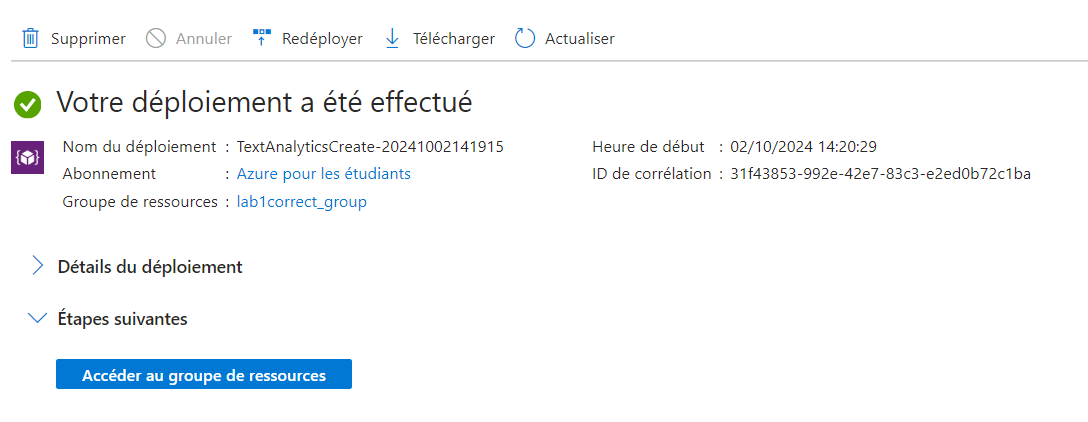 Supprimer Annuler Redéployer Télécharger Actualiser
Votre déploiement a été effectué
Nom du déploiement : TextAnalyticsCreate-20241002141915 Heure de début : 02/10/2024 14:20:29
Abonnement : Azure pour les étudiants ID de corrélation : 31f43853-992e-42e7-83c3-e2ed0b72c1ba
Groupe de ressources : lab1correct_group
Détails du déploiement
Étapes suivantes
Accéder au groupe de ressources